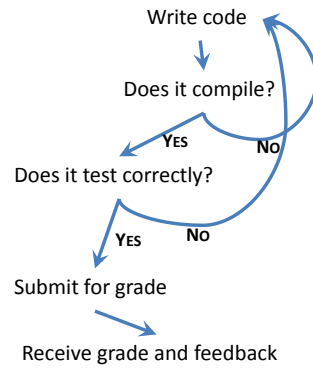 Write code
Does it compile?
YES
NO
Does it test correctly?
YES
NO
Submit for grade
Receive grade and feedback